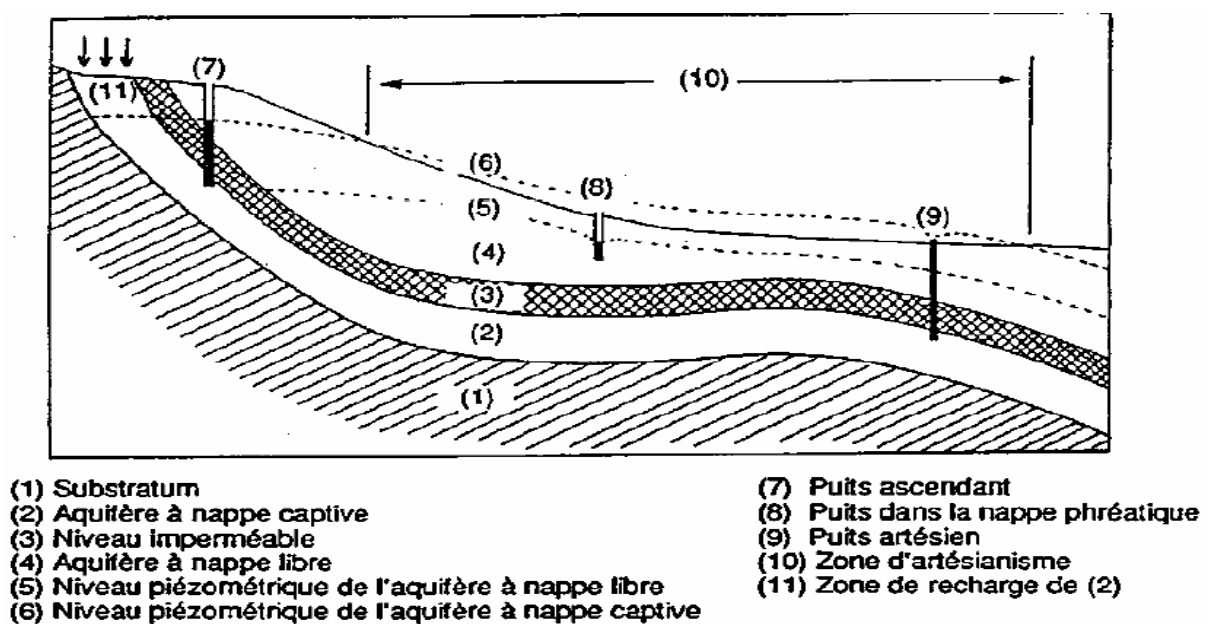 (7)
(10)
(11)
(6)
(8)
(5)
(9)
(4)
(3)
(2)
(1)
(1) Substratum
(2) Aquifère à nappe captive
(3) Niveau imperméable
(4) Aquifère à nappe libre
(5) Niveau piézométrique de l'aquifère à nappe libre
(6) Niveau piézométrique de l'aquifère à nappe captive
(7) Puits ascendant
(8) Puits dans la nappe phréatique
(9) Puits artésien
(10) Zone d'artésianisme
(11) Zone de recharge de (2)